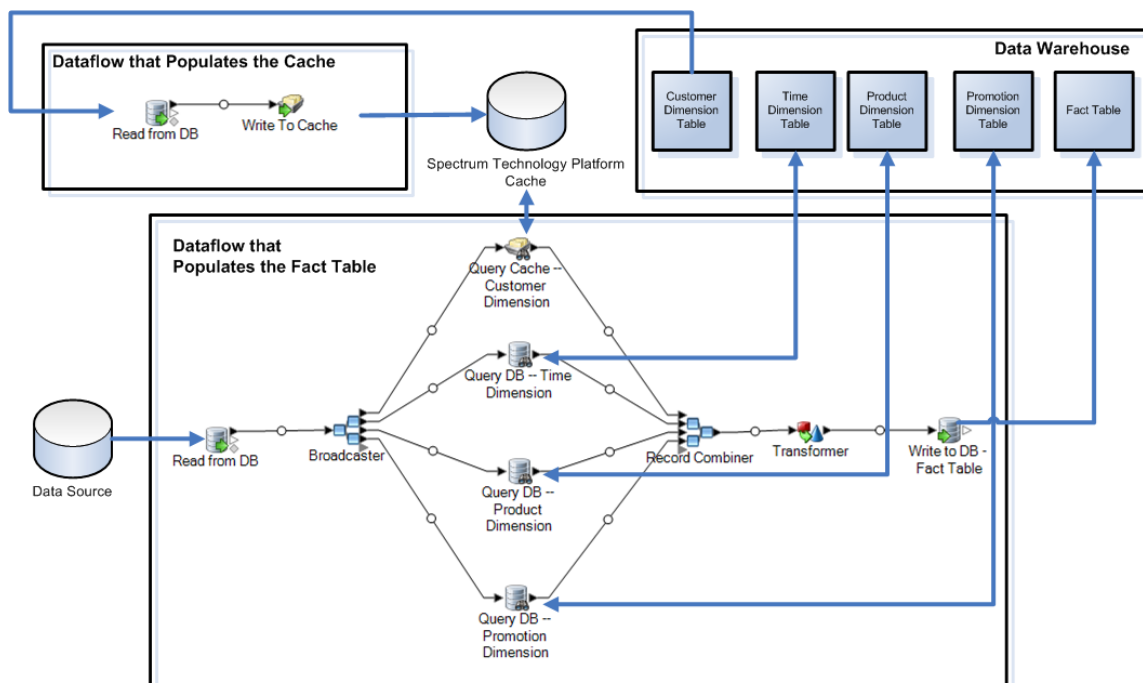 Dataflow that Populates the Cache
Read from DB
Write To Cache
Spectrum Technology Platform
Cache
Data Warehouse
Customer
Dimension
Table
Time
Dimension
Table
Product
Dimension
Table
Promotion
Dimension
Table
Fact Table
Dataflow that
Populates the Fact Table
Query Cache --
Customer
Dimension
Query DB -- Time
Dimension
Data Source
Read from DB
Broadcaster
Query DB --
Product
Dimension
Query DB --
Promotion
Dimension
Record Combiner
Transformer
Write to DB -
Fact Table